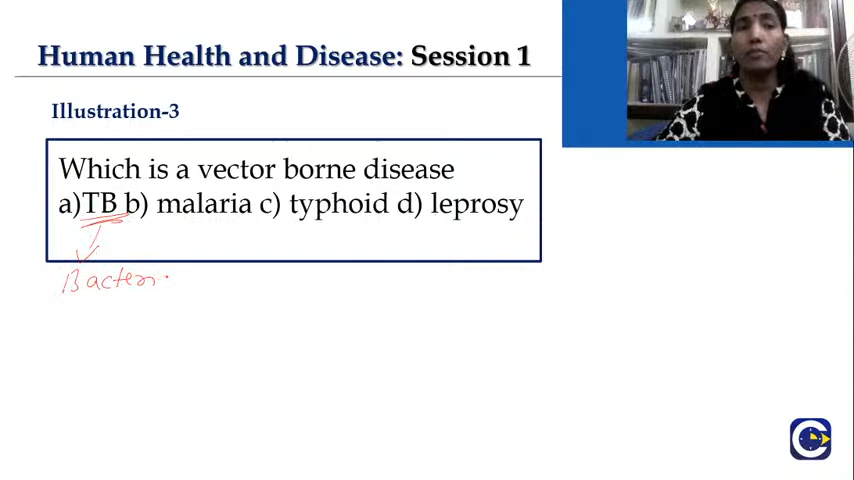 Human Health and Disease: Session 1
Illustration-3
Which is a vector borne disease
a)TB b) malaria c) typhoid d) leprosy
Bacteri